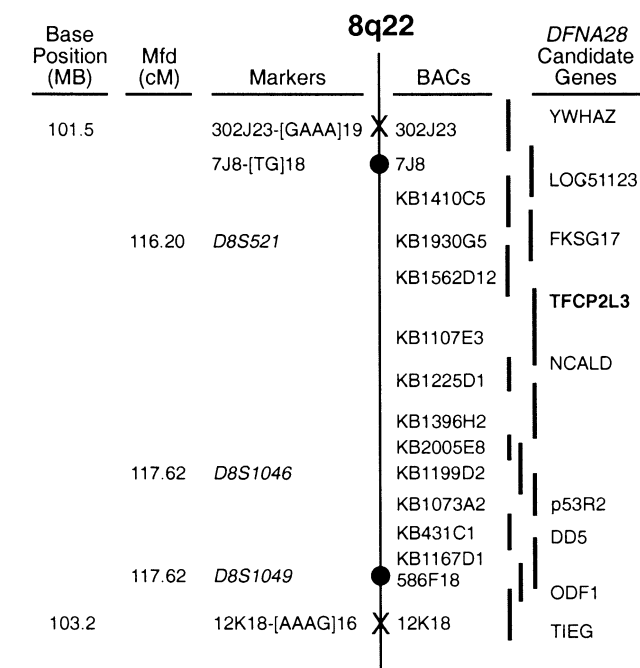 8q22
Base Position (MB) Mfd (cM) Markers BACs DFNA28 Candidate Genes
YWHAZ
101.5 302J23-[GAAA]19 X 302J23
7J8-[TG]18 7J8
LOC51123
KB1410C5
116.20 D8S521 KB1930G5 FKSG17
KB1562D12
TFCP2L3
KB1107E3
NCALD
KB1225D1
KB1396H2
KB2005E8
117.62 D8S1046 KB1199D2
KB1073A2 p53R2
KB431C1 DD5
KB1167D1
117.62 D8S1049 586F18
ODF1
103.2 12K18-[AAAG]16 X 12K18
TIEG